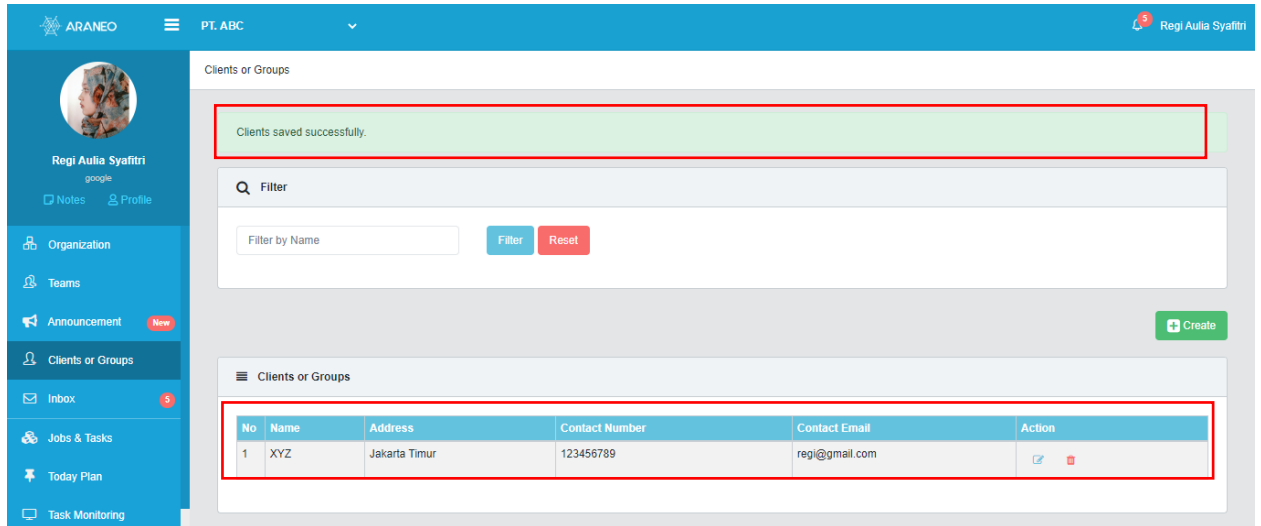 ARANEO
PT. ABC
5
Regi Aulia Syafitri
Regi Aulia Syafitri
google
Notes Profile
Organization
Teams
Announcement New
Clients or Groups
Inbox 5
Jobs & Tasks
Today Plan
Task Monitoring
Clients or Groups
Clients saved successfully.
Filter
Filter by Name Filter Reset
Create
Clients or Groups
No Name Address Contact Number Contact Email Action
1 XYZ Jakarta Timur 123456789 regi@gmail.com